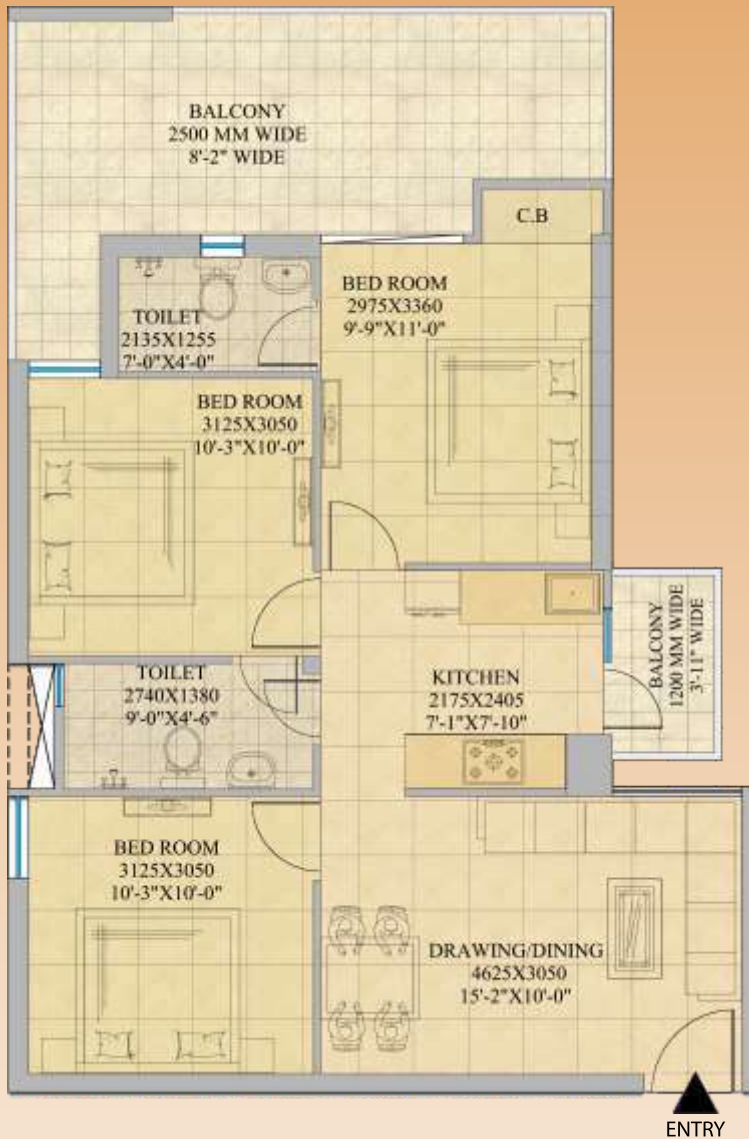 BALCONY
2500 MM WIDE
8'-2" WIDE
C.B
BED ROOM
2975X3360
9'-9"X11'-0"
TOILET
2135X1255
7'-0"X4'-0"
BED ROOM
3125X3050
10'-3"X10'-0"
BALCONY
1200 MM WIDE
3'-11" WIDE
TOILET
2740X1380
9'-0"X4'-6"
KITCHEN
2175X2405
7'-1"X7'-10"
BED ROOM
3125X3050
10'-3"X10'-0"
DRAWING/DINING
4625X3050
15'-2"X10'-0"
ENTRY